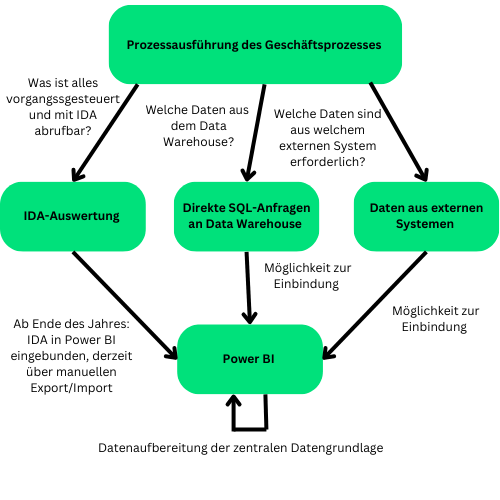 Prozessausführung des Geschäftsprozesses
Was ist alles
vorgangssgesteuert
und mit IDA
abrufbar?
Welche Daten aus
dem Data
Warehouse?
Welche Daten sind
aus welchem
externen System
erforderlich?
IDA-Auswertung
Direkte SQL-Anfragen
an Data Warehouse
Daten aus externen
Systemen
Möglichkeit zur
Einbindung
Möglichkeit zur
Einbindung
Ab Ende des Jahres:
IDA in Power BI
eingebunden, derzeit
über manuellen
Export/Import
Power BI
Datenaufbereitung der zentralen Datengrundlage